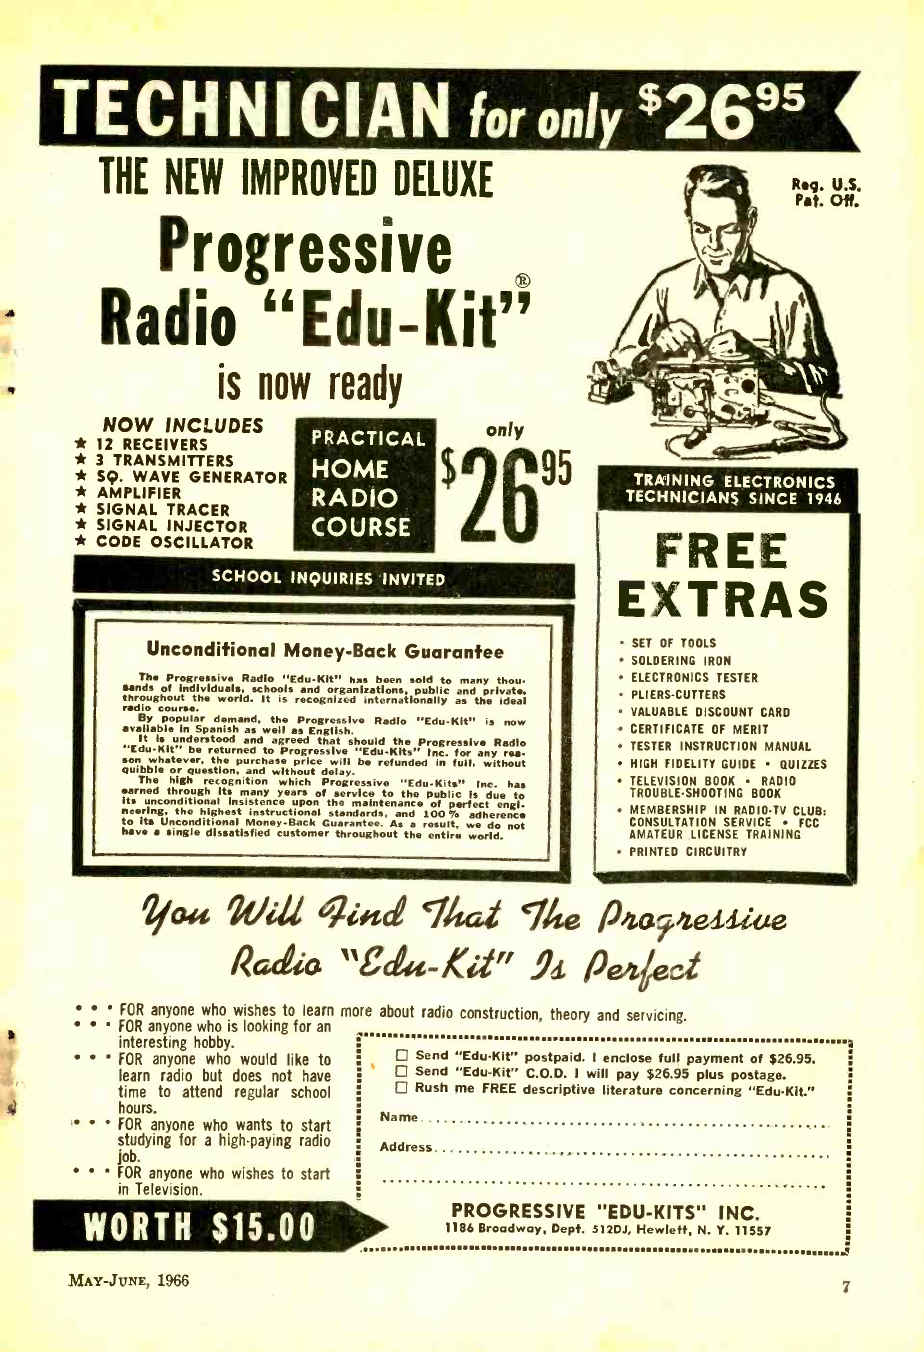 TECHNICIAN for only $26⁹⁵
THE NEW IMPROVED DELUXE
Progressive
Radio "Edu-Kit"®
is now ready
Reg. U.S.
Pat. Off.
NOW INCLUDES
★ 12 RECEIVERS
★ 3 TRANSMITTERS
★ SQ. WAVE GENERATOR
★ AMPLIFIER
★ SIGNAL TRACER
★ SIGNAL INJECTOR
★ CODE OSCILLATOR
PRACTICAL
HOME
RADIO
COURSE
only
$26⁹⁵
SCHOOL INQUIRIES INVITED
TRAINING ELECTRONICS
TECHNICIANS SINCE 1946
FREE
EXTRAS
• SET OF TOOLS
• SOLDERING IRON
• ELECTRONICS TESTER
• PLIERS-CUTTERS
• VALUABLE DISCOUNT CARD
• CERTIFICATE OF MERIT
• TESTER INSTRUCTION MANUAL
• HIGH FIDELITY GUIDE • QUIZZES
• TELEVISION BOOK • RADIO
TROUBLE-SHOOTING BOOK
• MEMBERSHIP IN RADIO-TV CLUB:
CONSULTATION SERVICE • FCC
AMATEUR LICENSE TRAINING
• PRINTED CIRCUITRY
Unconditional Money-Back Guarantee
The Progressive Radio "Edu-Kit" has been sold to many thou-
sands of individuals, schools and organizations, public and private,
throughout the world. It is recognized internationally as the ideal
radio course.
By popular demand, the Progressive Radio "Edu-Kit" is now
available in Spanish as well as English.
It is understood and agreed that should the Progressive Radio
"Edu-Kit" be returned to Progressive "Edu-Kits" Inc. for any rea-
son whatever, the purchase price will be refunded in full, without
quibble or question, and without delay.
The high recognition which Progressive "Edu-Kits" Inc. has
earned through its many years of service to the public is due to
its unconditional insistence upon the maintenance of perfect engi-
neering, the highest instructional standards, and 100% adherence
to its Unconditional Money-Back Guarantee. As a result, we do not
have a single dissatisfied customer throughout the entire world.
You Will Find That The Progressive
Radio "Edu-Kit" Is Perfect
• • • FOR anyone who wishes to learn more about radio construction, theory and servicing.
• • • FOR anyone who is looking for an
interesting hobby.
• • • FOR anyone who would like to
learn radio but does not have
time to attend regular school
hours.
• • • FOR anyone who wants to start
studying for a high-paying radio
job.
• • • FOR anyone who wishes to start
in Television.
WORTH $15.00
☐ Send "Edu-Kit" postpaid. I enclose full payment of $26.95.
☐ Send "Edu-Kit" C.O.D. I will pay $26.95 plus postage.
☐ Rush me FREE descriptive literature concerning "Edu-Kit."
Name
Address
PROGRESSIVE "EDU-KITS" INC.
1186 Broadway, Dept. 512DJ, Hewlett, N. Y. 11557
MAY-JUNE, 1966
7